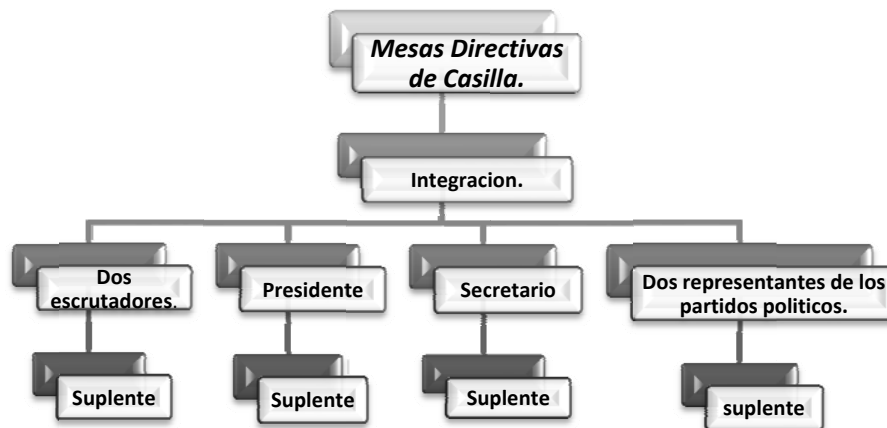 Mesas Directivas
de Casilla.
Integracion.
Dos
escrutadores.
Presidente
Secretario
Dos representantes de los
partidos politicos.
Suplente
Suplente
Suplente
suplente